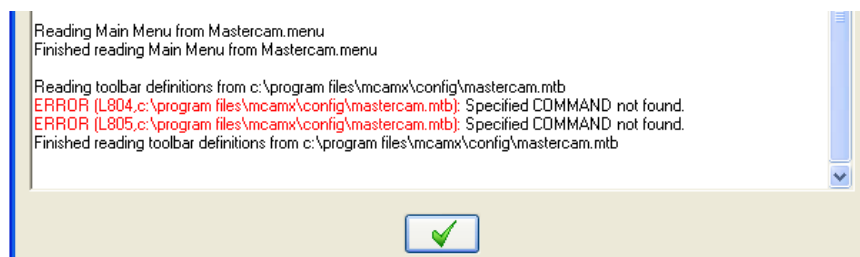 Reading Main Menu from Mastercam.menu
Finished reading Main Menu from Mastercam.menu
Reading toolbar definitions from c:\program files\mcamx\config\mastercam.mtb
ERROR (L804,c:\program files\mcamx\config\mastercam.mtb): Specified COMMAND not found.
ERROR (L805,c:\program files\mcamx\config\mastercam.mtb): Specified COMMAND not found.
Finished reading toolbar definitions from c:\program files\mcamx\config\mastercam.mtb